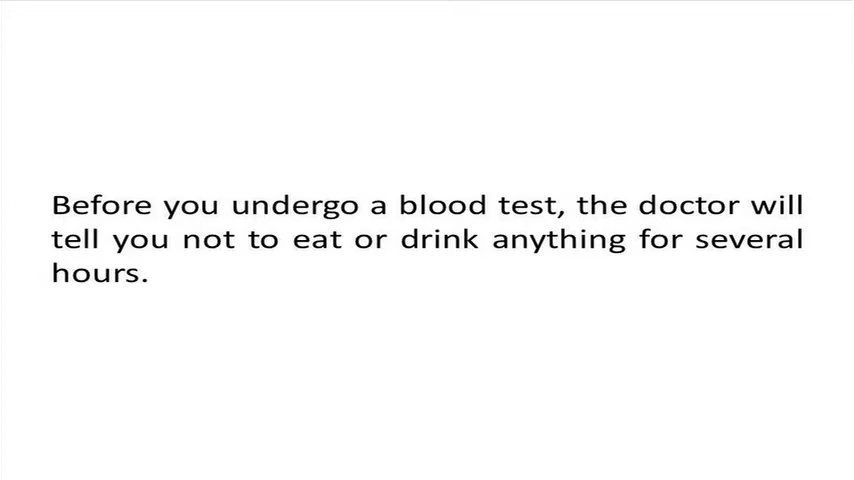 Before you undergo a blood test, the doctor will
tell you not to eat or drink anything for several
hours.